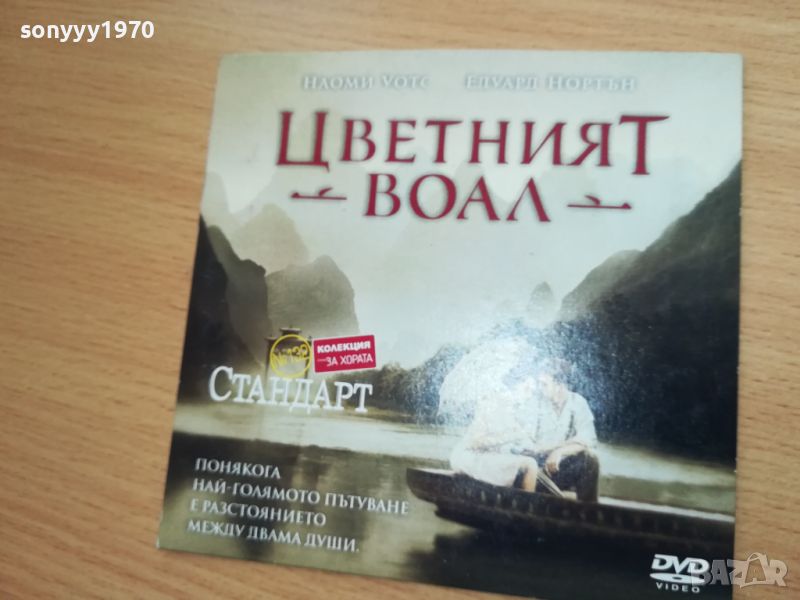 sonyyy1970
НАОМИ УОТС ЕДУАРД НОРТЪН
ЦВЕТНИЯТ
ВОАЛ
КОЛЕКЦИЯ
ЗА ХОРАТА
СТАНДАРТ
ПОНЯКОГА
НАЙ-ГОЛЯМОТО ПЪТУВАНЕ
Е РАЗСТОЯНИЕТО
МЕЖДУ ДВАМА ДУШИ.
DVD
VIDEO
BAZAR